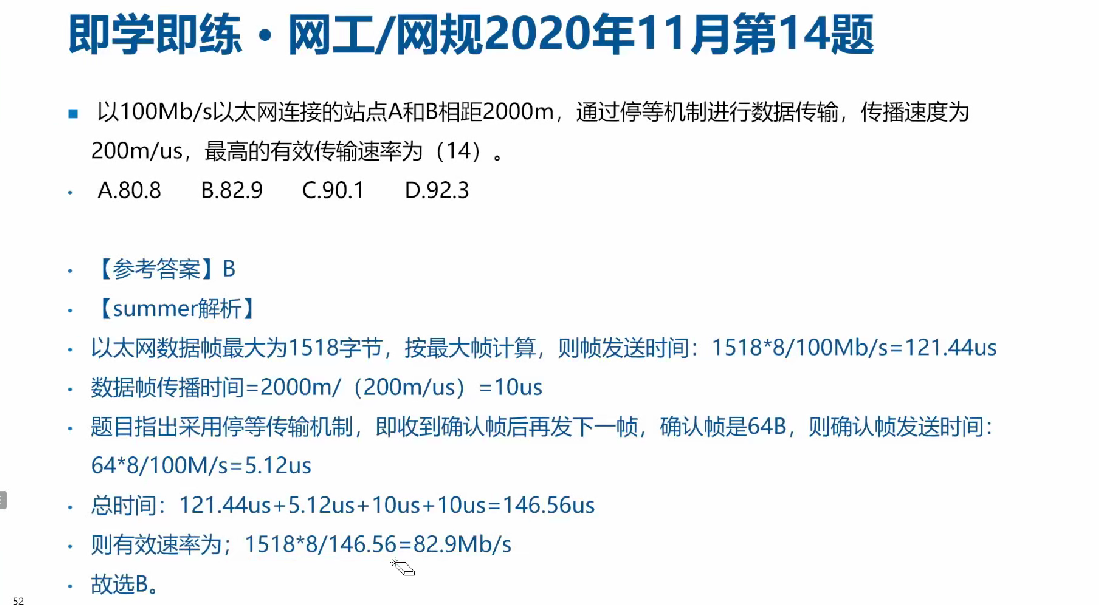 即学即练·网工/网规2020年11月第14题
以100Mb/s以太网连接的站点A和B相距2000m，通过停等机制进行数据传输，传播速度为
200m/us，最高的有效传输速率为（14）。
A.80.8 B.82.9 C.90.1 D.92.3
【参考答案】B
【summer解析】
以太网数据帧最大为1518字节，按最大帧计算，则帧发送时间：1518*8/100Mb/s=121.44us
数据帧传播时间=2000m/（200m/us）=10us
题目指出采用停等传输机制，即收到确认帧后再发下一帧，确认帧是64B，则确认帧发送时间：
64*8/100M/s=5.12us
总时间：121.44us+5.12us+10us+10us=146.56us
则有效速率为；1518*8/146.56=82.9Mb/s
故选B。
52